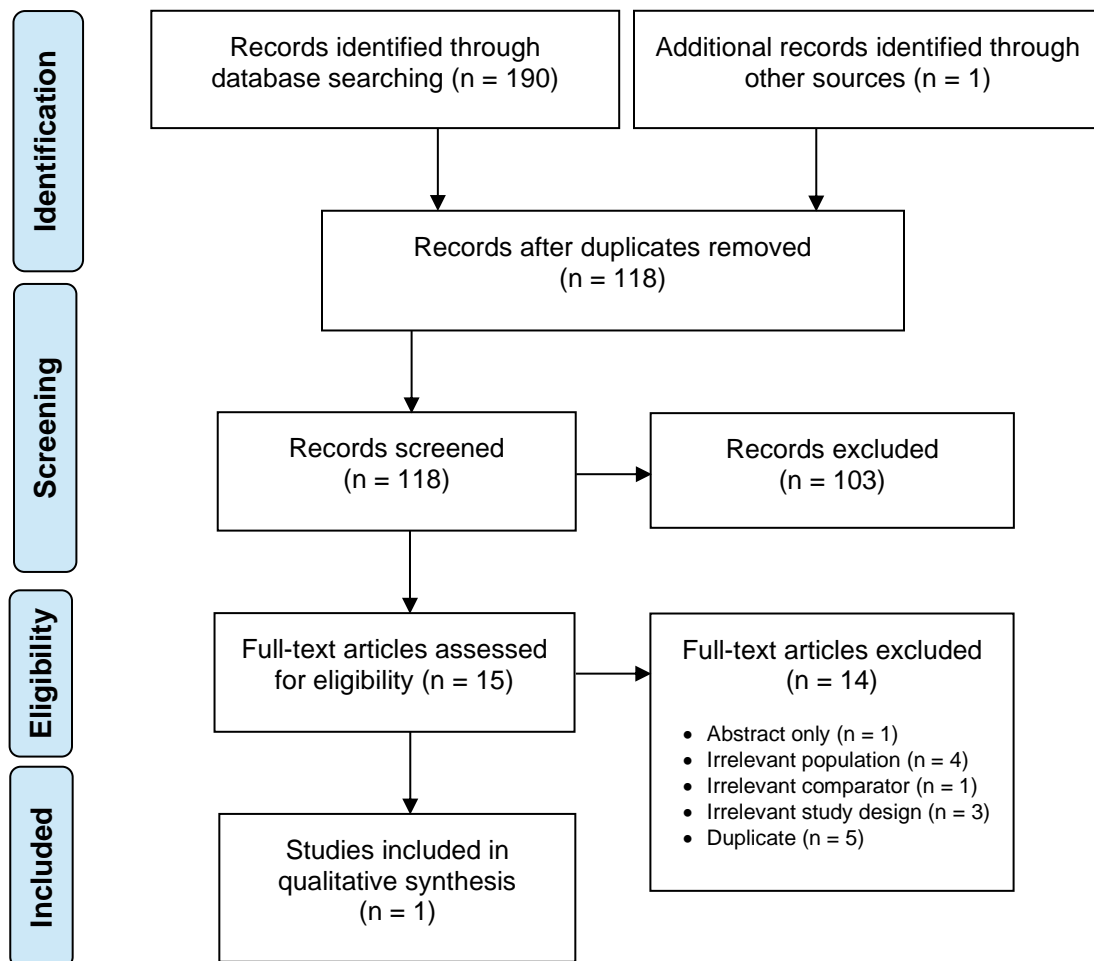 Identification
Records identified through
database searching (n = 190)
Additional records identified through
other sources (n = 1)
Records after duplicates removed
(n = 118)
Screening
Records screened
(n = 118)
Records excluded
(n = 103)
Eligibility
Full-text articles assessed
for eligibility (n = 15)
Full-text articles excluded
(n = 14)
• Abstract only (n = 1)
• Irrelevant population (n = 4)
• Irrelevant comparator (n = 1)
• Irrelevant study design (n = 3)
• Duplicate (n = 5)
Included
Studies included in
qualitative synthesis
(n = 1)